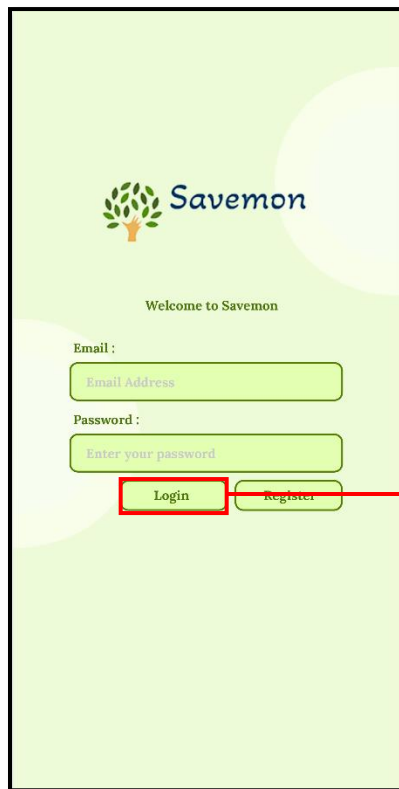 Savemon
Welcome to Savemon
Email :
Email Address
Password :
Enter your password
Login Register